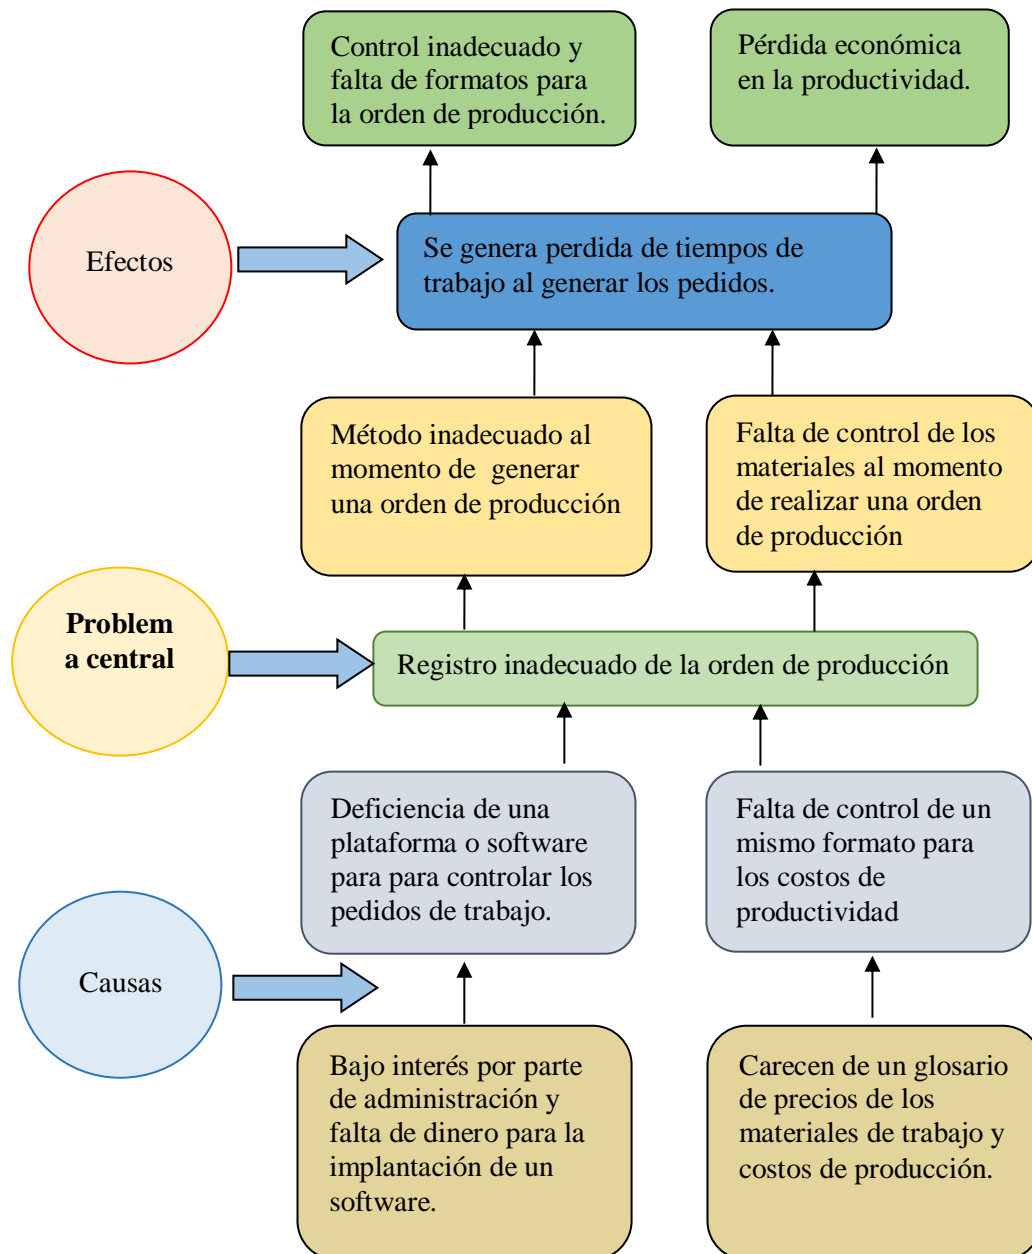 Control inadecuado y
falta de formatos para
la orden de producción.
Pérdida económica
en la productividad.
Efectos
Se genera perdida de tiempos de
trabajo al generar los pedidos.
Método inadecuado al
momento de  generar
una orden de producción
Falta de control de los
materiales al momento
de realizar una orden
de producción
Problem
a central
Registro inadecuado de la orden de producción
Deficiencia de una
plataforma o software
para para controlar los
pedidos de trabajo.
Falta de control de un
mismo formato para
los costos de
productividad
Causas
Bajo interés por parte
de administración y
falta de dinero para la
implantación de un
software.
Carecen de un glosario
de precios de los
materiales de trabajo y
costos de producción.